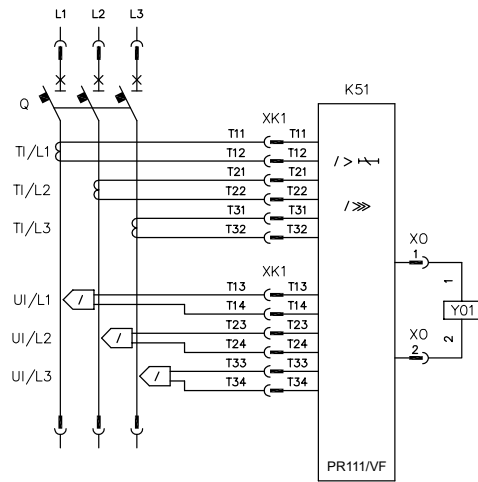 L1 L2 L3
K51
Q
XK1
T11 T11
TI/L1 T12 T12
/ >
T21 T21
TI/L2 T22 T22
/ >>>
T31 T31
TI/L3 T32 T32
XO
1
XK1
T13 T13
1
UI/L1 / T14 T14
Y01
T23 T23
UI/L2 / T24 T24
XO
2
2
T33 T33
UI/L3 / T34 T34
PR111/VF